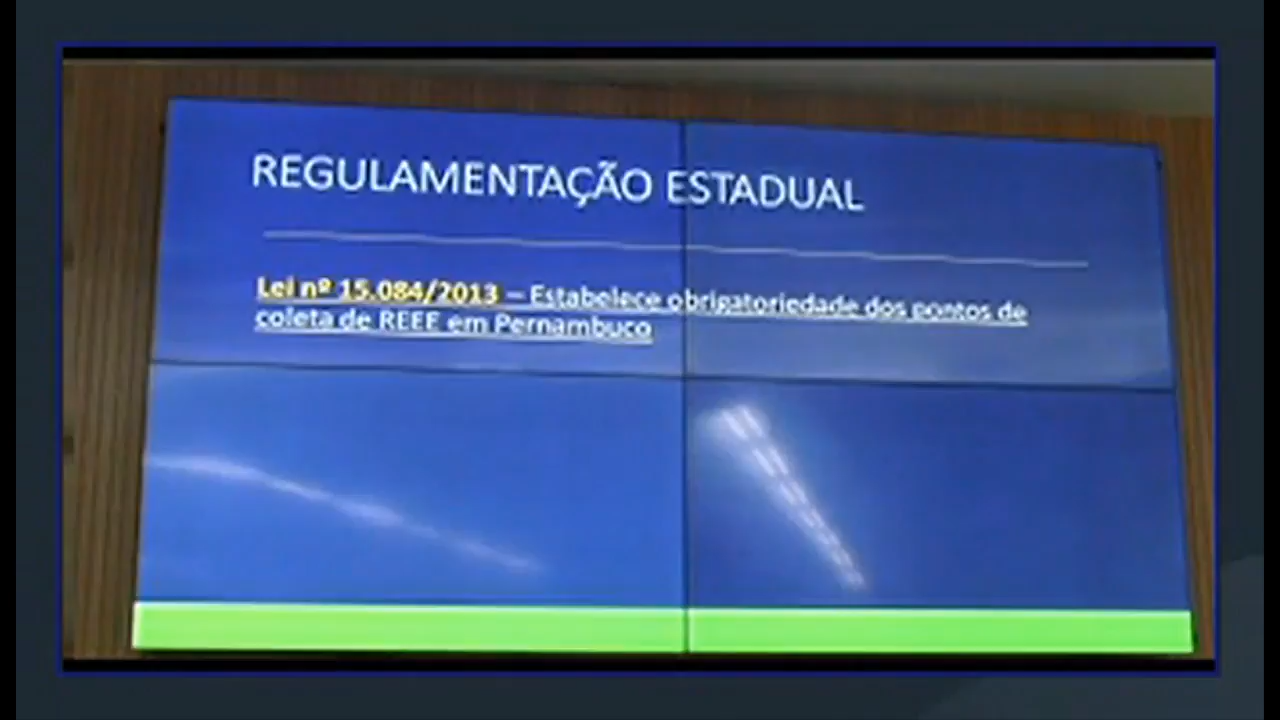 REGULAMENTAÇÃO ESTADUAL
Lei nº 15.084/2013 – Estabelece obrigatoriedade dos pontos de
coleta de REEE em Pernambuco